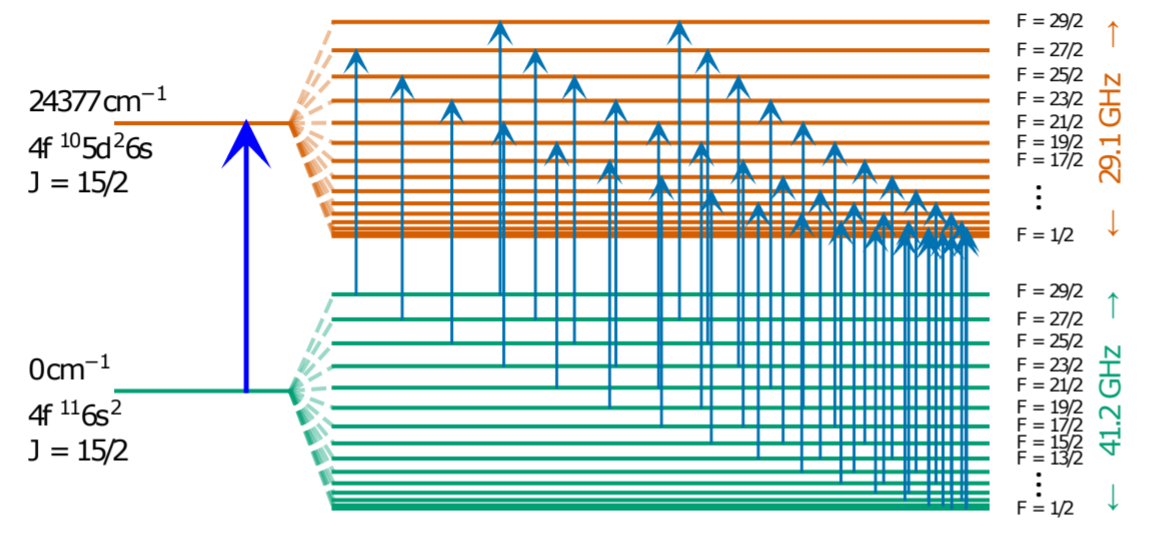 24377 cm⁻¹
4f ¹⁰5d²6s
J = 15/2
0 cm⁻¹
4f ¹¹6s²
J = 15/2
F = 29/2
F = 27/2
F = 25/2
F = 23/2
F = 21/2
F = 19/2
F = 17/2
⋮
F = 1/2
← 29.1 GHz →
F = 29/2
F = 27/2
F = 25/2
F = 23/2
F = 21/2
F = 19/2
F = 17/2
F = 15/2
F = 13/2
⋮
F = 1/2
← 41.2 GHz →